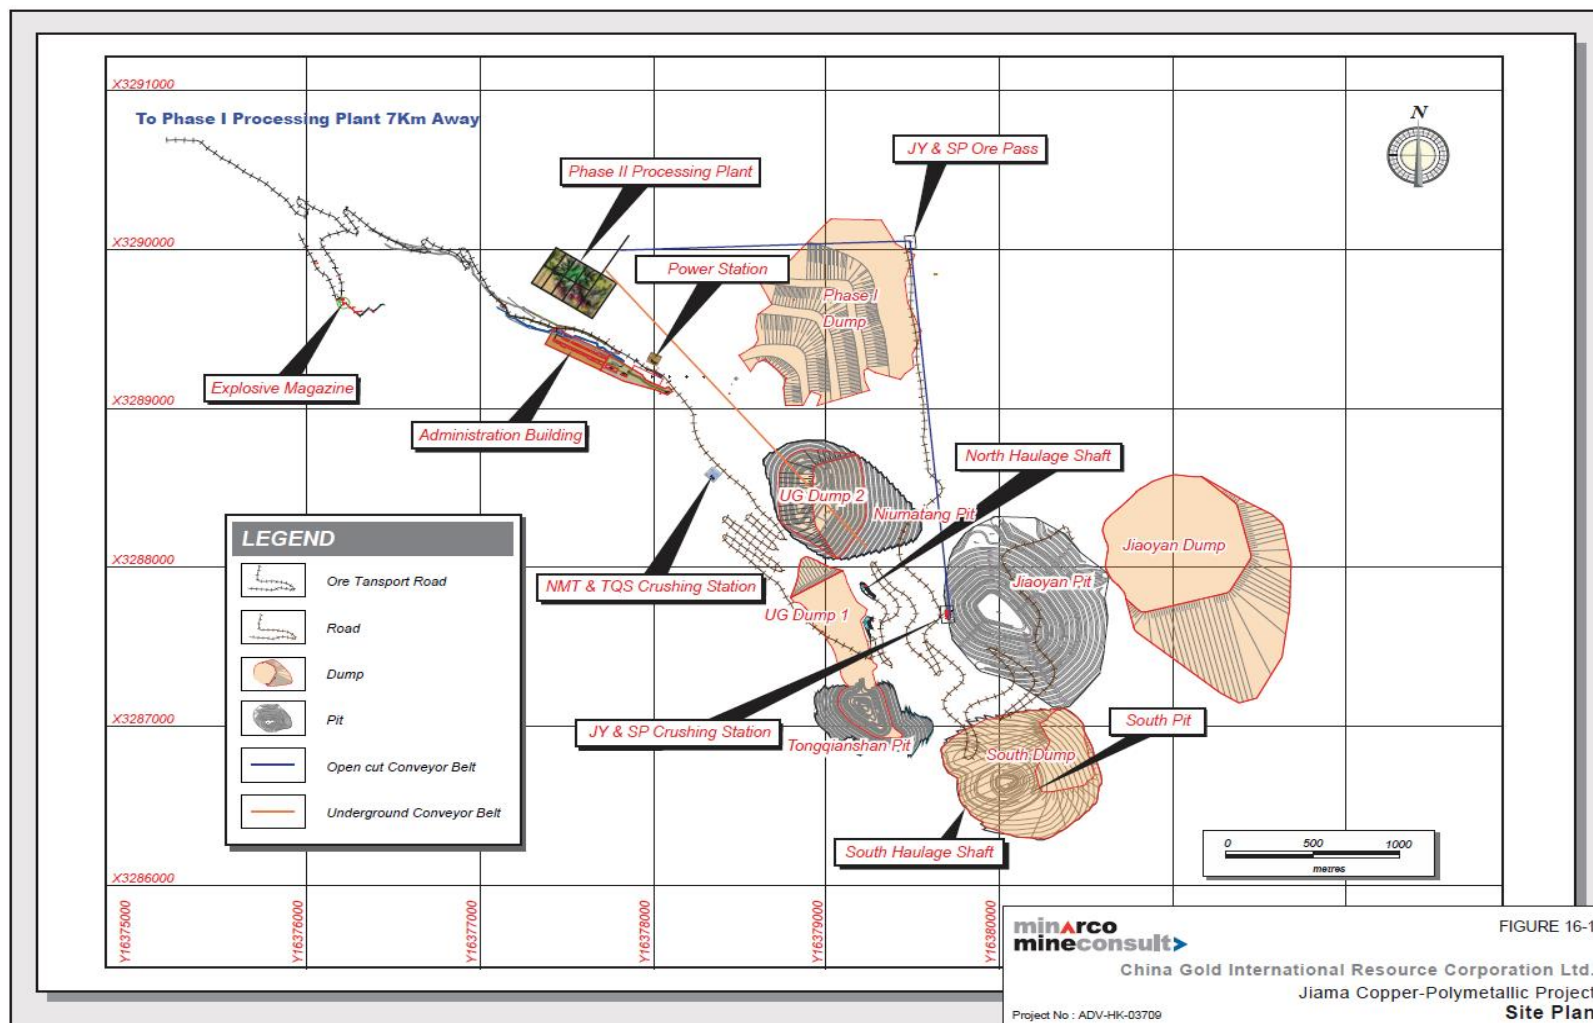 X3291000
To Phase I Processing Plant 7Km Away
N
JY & SP Ore Pass
Phase II Processing Plant
X3290000
Power Station
Phase I
Dump
Explosive Magazine
X3289000
Administration Building
North Haulage Shaft
UG Dump 2
Niumatang Pit
LEGEND
Ore Tansport Road
Road
Dump
Pit
Open cut Conveyor Belt
Underground Conveyor Belt
Jiaoyan Dump
X3288000
NMT & TQS Crushing Station
Jiaoyan Pit
UG Dump 1
X3287000
JY & SP Crushing Station
South Pit
Tongqianshan Pit
South Dump
South Haulage Shaft
0 500 1000
metres
X3286000
Y16375000
Y16376000
Y16377000
Y16378000
Y16379000
Y16380000
minarco
mineconsult
FIGURE 16-1
China Gold International Resource Corporation Ltd.
Jiama Copper-Polymetallic Project
Project No : ADV-HK-03709
Site Plan